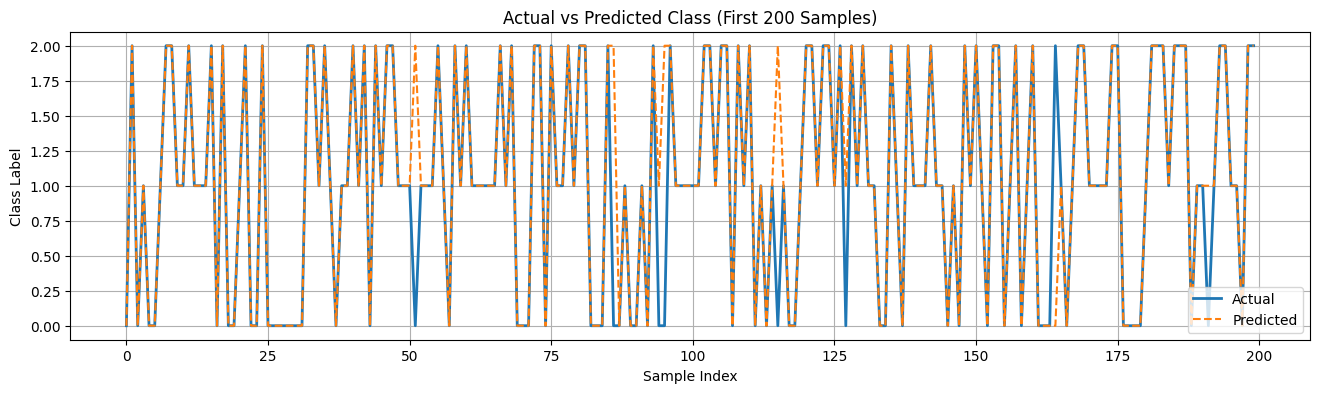 Actual vs Predicted Class (First 200 Samples)
2.00
1.75
1.50
1.25
1.00
0.75
0.50
0.25
0.00
Class Label
0 25 50 75 100 125 150 175 200
Sample Index
Actual
Predicted